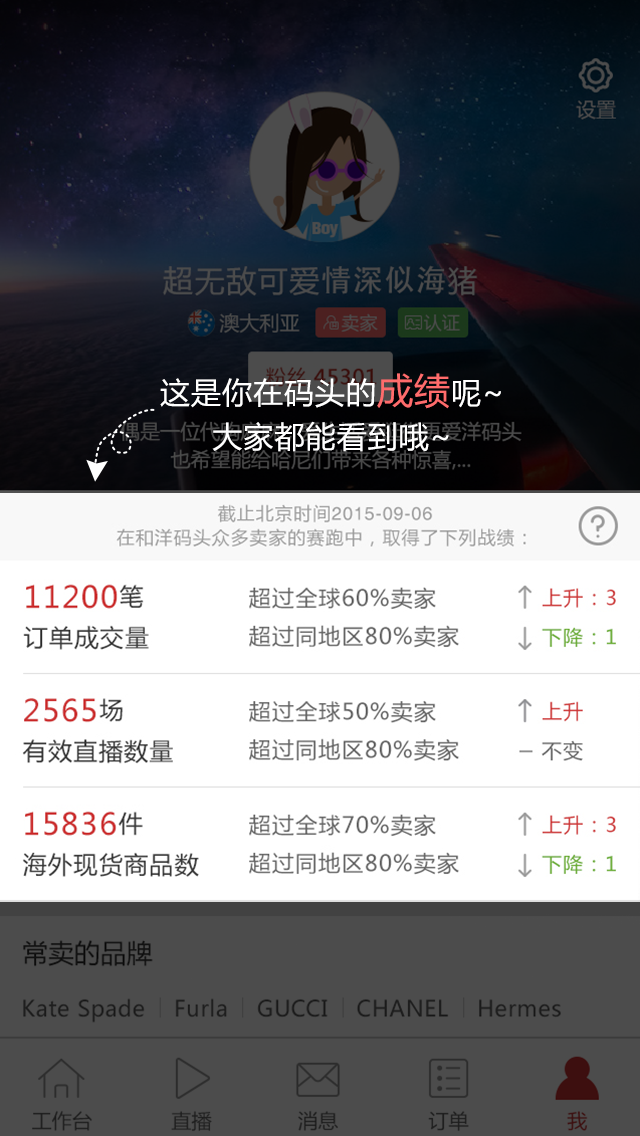 设置
Boy
超无敌可爱情深似海猪
澳大利亚 卖家 认证
粉丝 45301
这是你在码头的成绩呢~
大家都能看到哦~
偶是一位代
更爱洋码头
也希望能给哈尼们带来各种惊喜,...
截止北京时间2015-09-06
在和洋码头众多卖家的赛跑中，取得了下列战绩：
?
11200笔 超过全球60%卖家 ↑ 上升：3
订单成交量 超过同地区80%卖家 ↓ 下降：1
2565场 超过全球50%卖家 ↑ 上升
有效直播数量 超过同地区80%卖家 – 不变
15836件 超过全球70%卖家 ↑ 上升：3
海外现货商品数 超过同地区80%卖家 ↓ 下降：1
常卖的品牌
Kate Spade | Furla | GUCCI | CHANEL | Hermes
工作台 直播 消息 订单 我